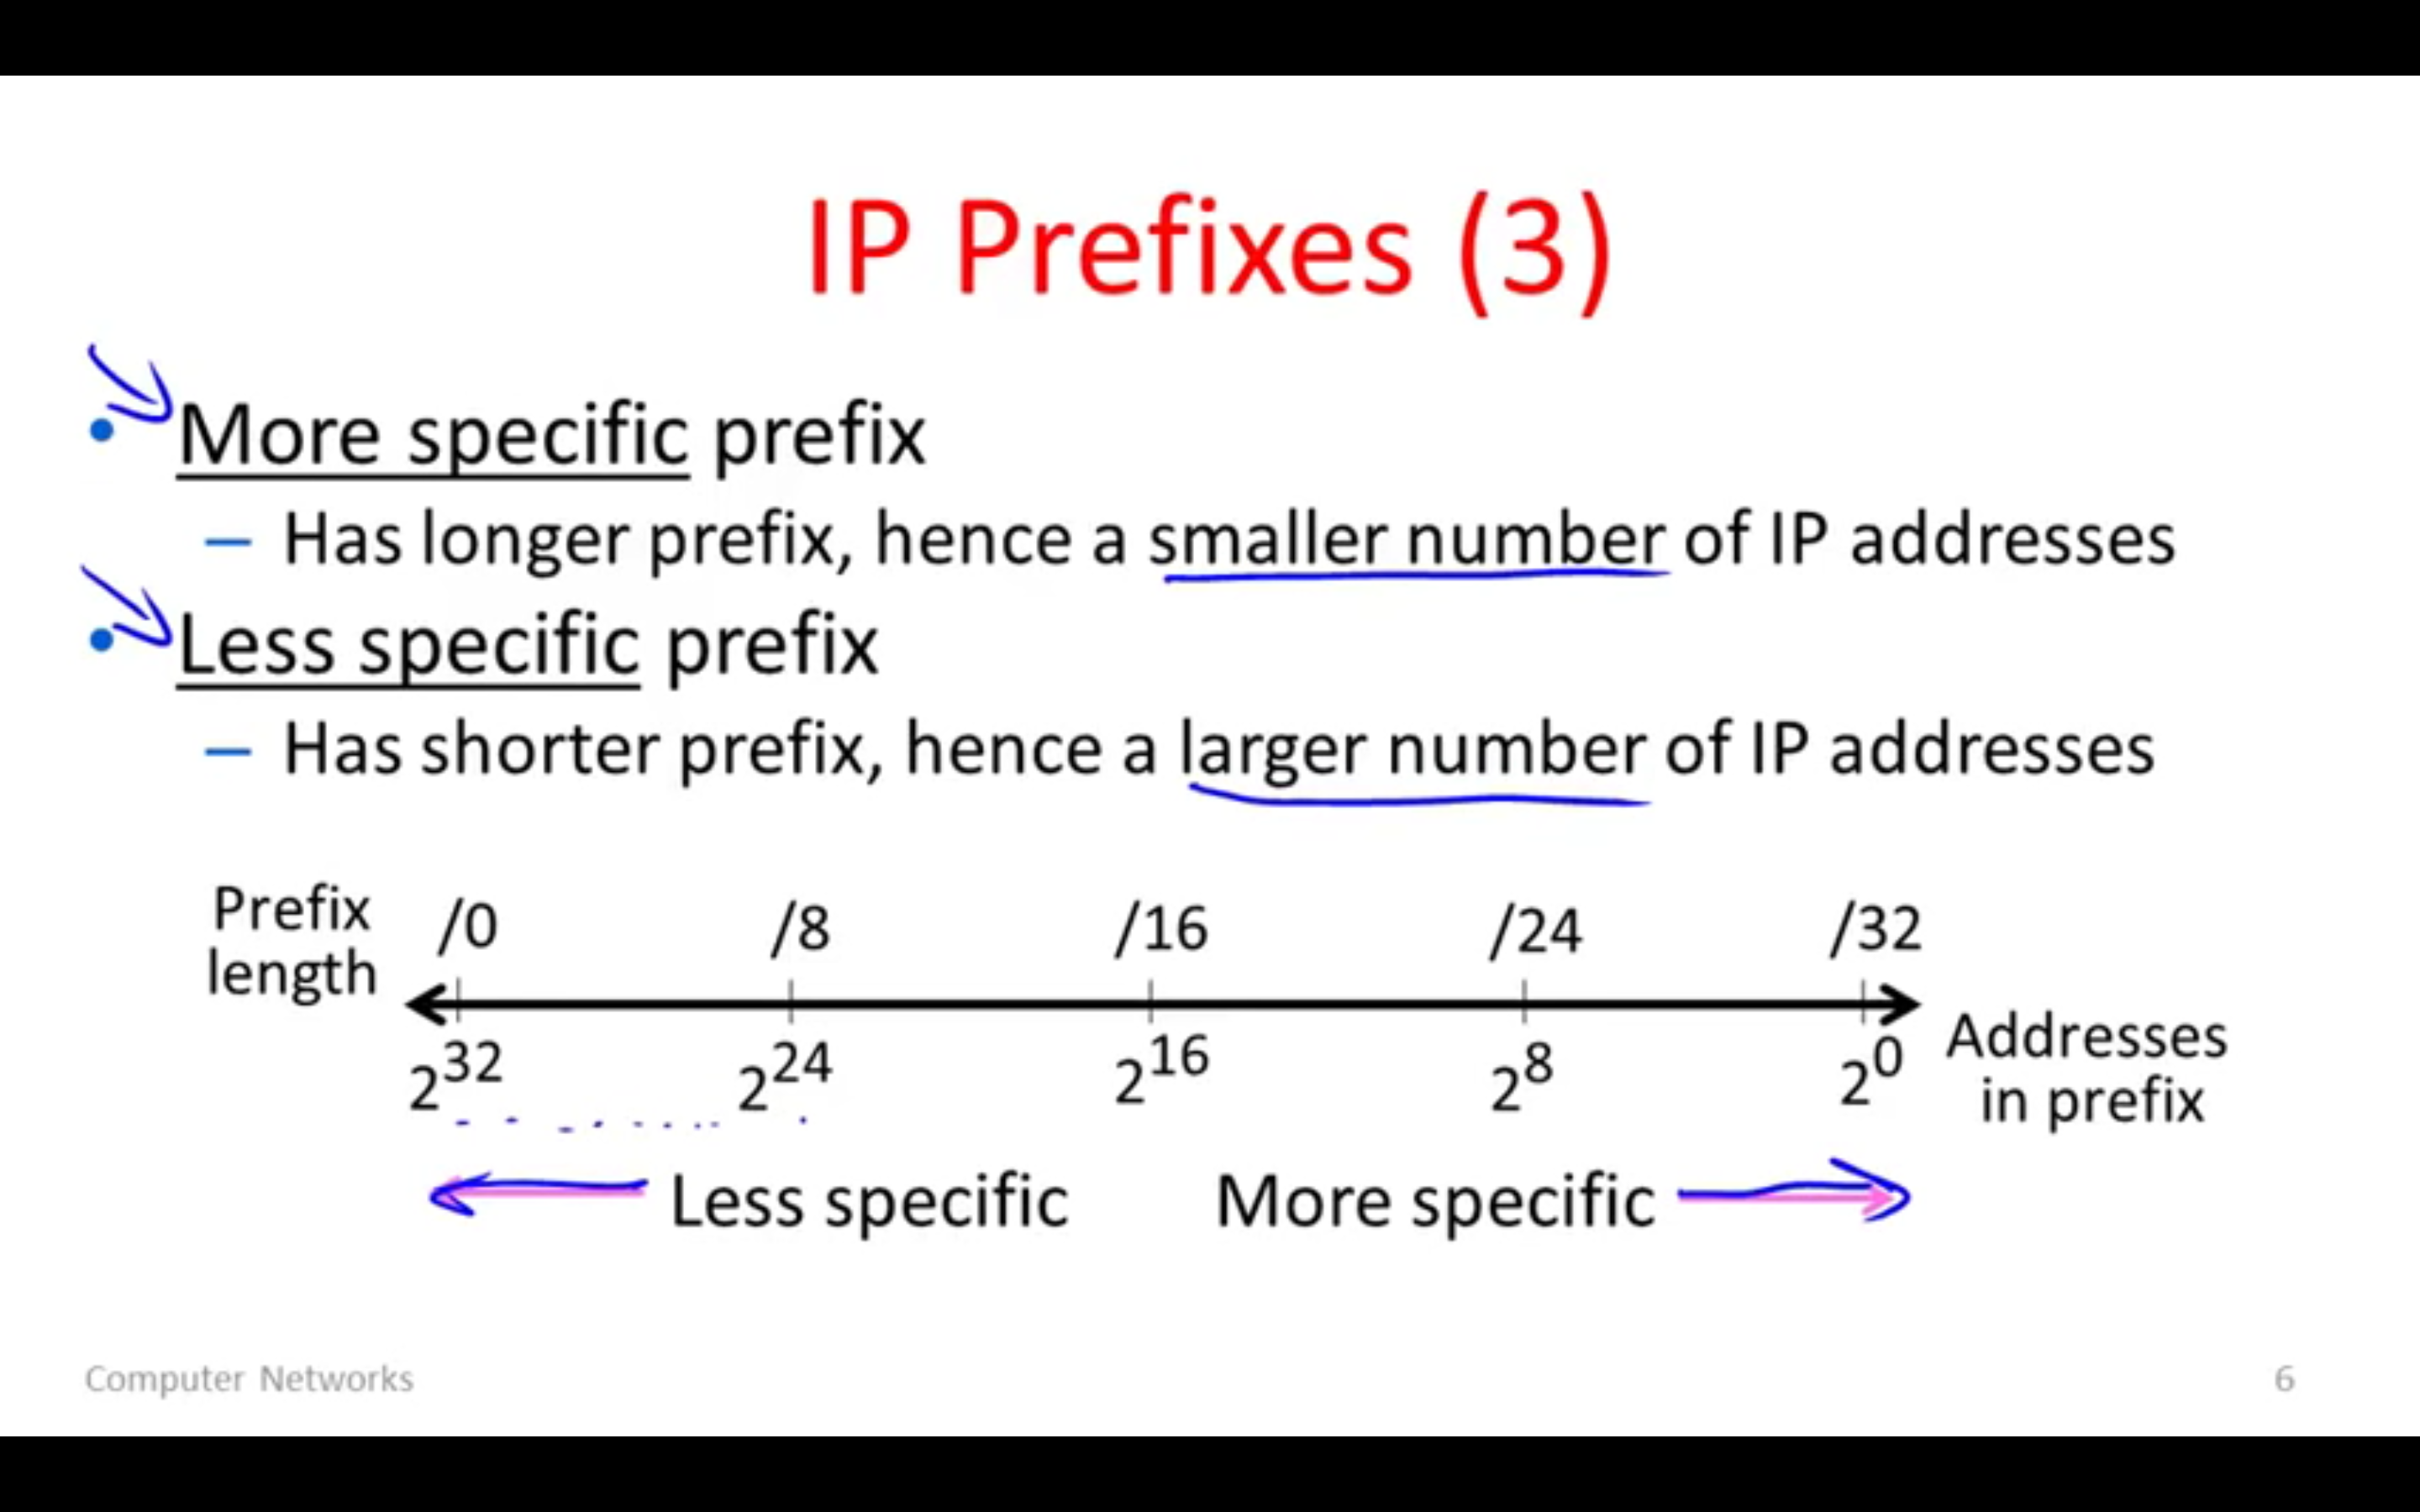 IP Prefixes (3)
• More specific prefix
– Has longer prefix, hence a smaller number of IP addresses
• Less specific prefix
– Has shorter prefix, hence a larger number of IP addresses
Prefix
length
/0 /8 /16 /24 /32
2^32 2^24 2^16 2^8 2^0
Addresses
in prefix
Less specific More specific
Computer Networks 6